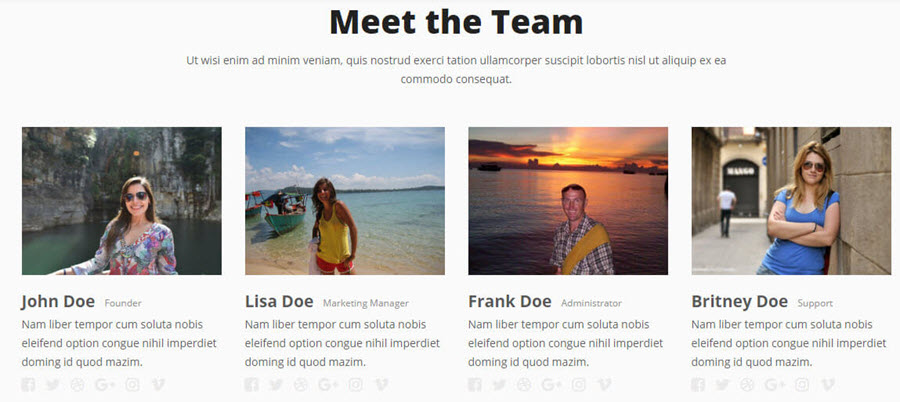 Meet the Team
Ut wisi enim ad minim veniam, quis nostrud exerci tation ullamcorper suscipit lobortis nisl ut aliquip ex ea
commodo consequat.
MANGO
John Doe Founder
Nam liber tempor cum soluta nobis
eleifend option congue nihil imperdiet
doming id quod mazim.
Lisa Doe Marketing Manager
Nam liber tempor cum soluta nobis
eleifend option congue nihil imperdiet
doming id quod mazim.
Frank Doe Administrator
Nam liber tempor cum soluta nobis
eleifend option congue nihil imperdiet
doming id quod mazim.
Britney Doe Support
Nam liber tempor cum soluta nobis
eleifend option congue nihil imperdiet
doming id quod mazim.